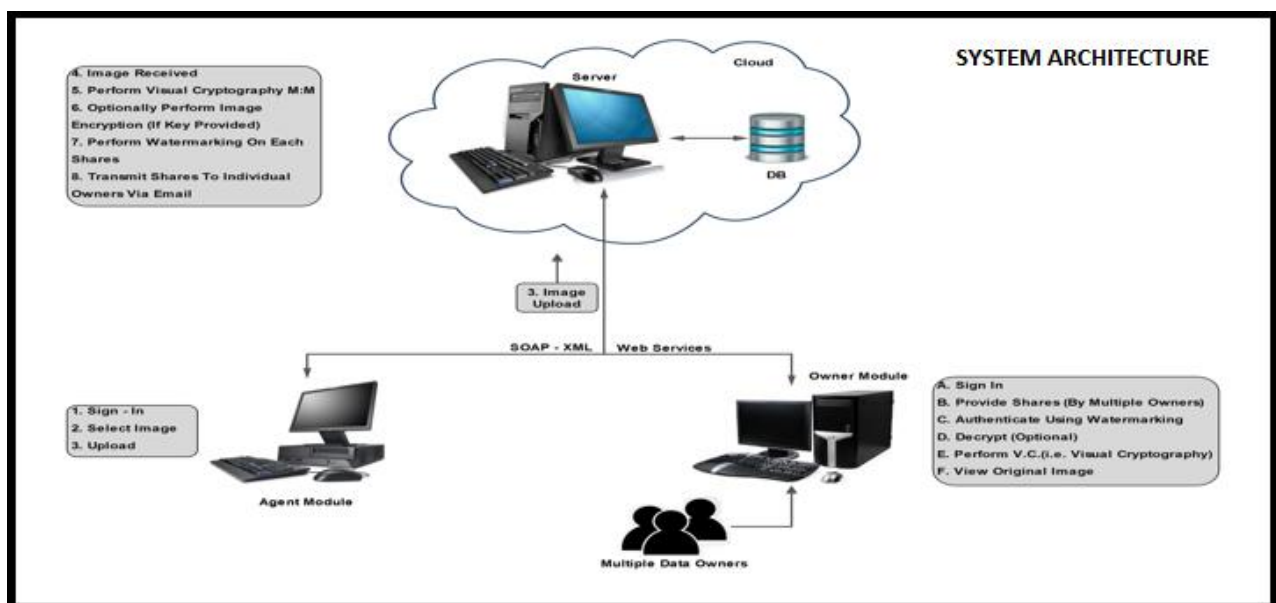 SYSTEM ARCHITECTURE
4. Image Received
5. Perform Visual Cryptography M:M
6. Optionally Perform Image
Encryption (If Key Provided)
7. Perform Watermarking On Each
Shares
8. Transmit Shares To Individual
Owners Via Email
Server
Cloud
DB
3. Image
Upload
SOAP - XML
Web Services
1. Sign - In
2. Select Image
3. Upload
Agent Module
Owner Module
A. Sign In
B. Provide Shares (By Multiple Owners)
C. Authenticate Using Watermarking
D. Decrypt (Optional)
E. Perform V.C.(i.e. Visual Cryptography)
F. View Original Image
Multiple Data Owners